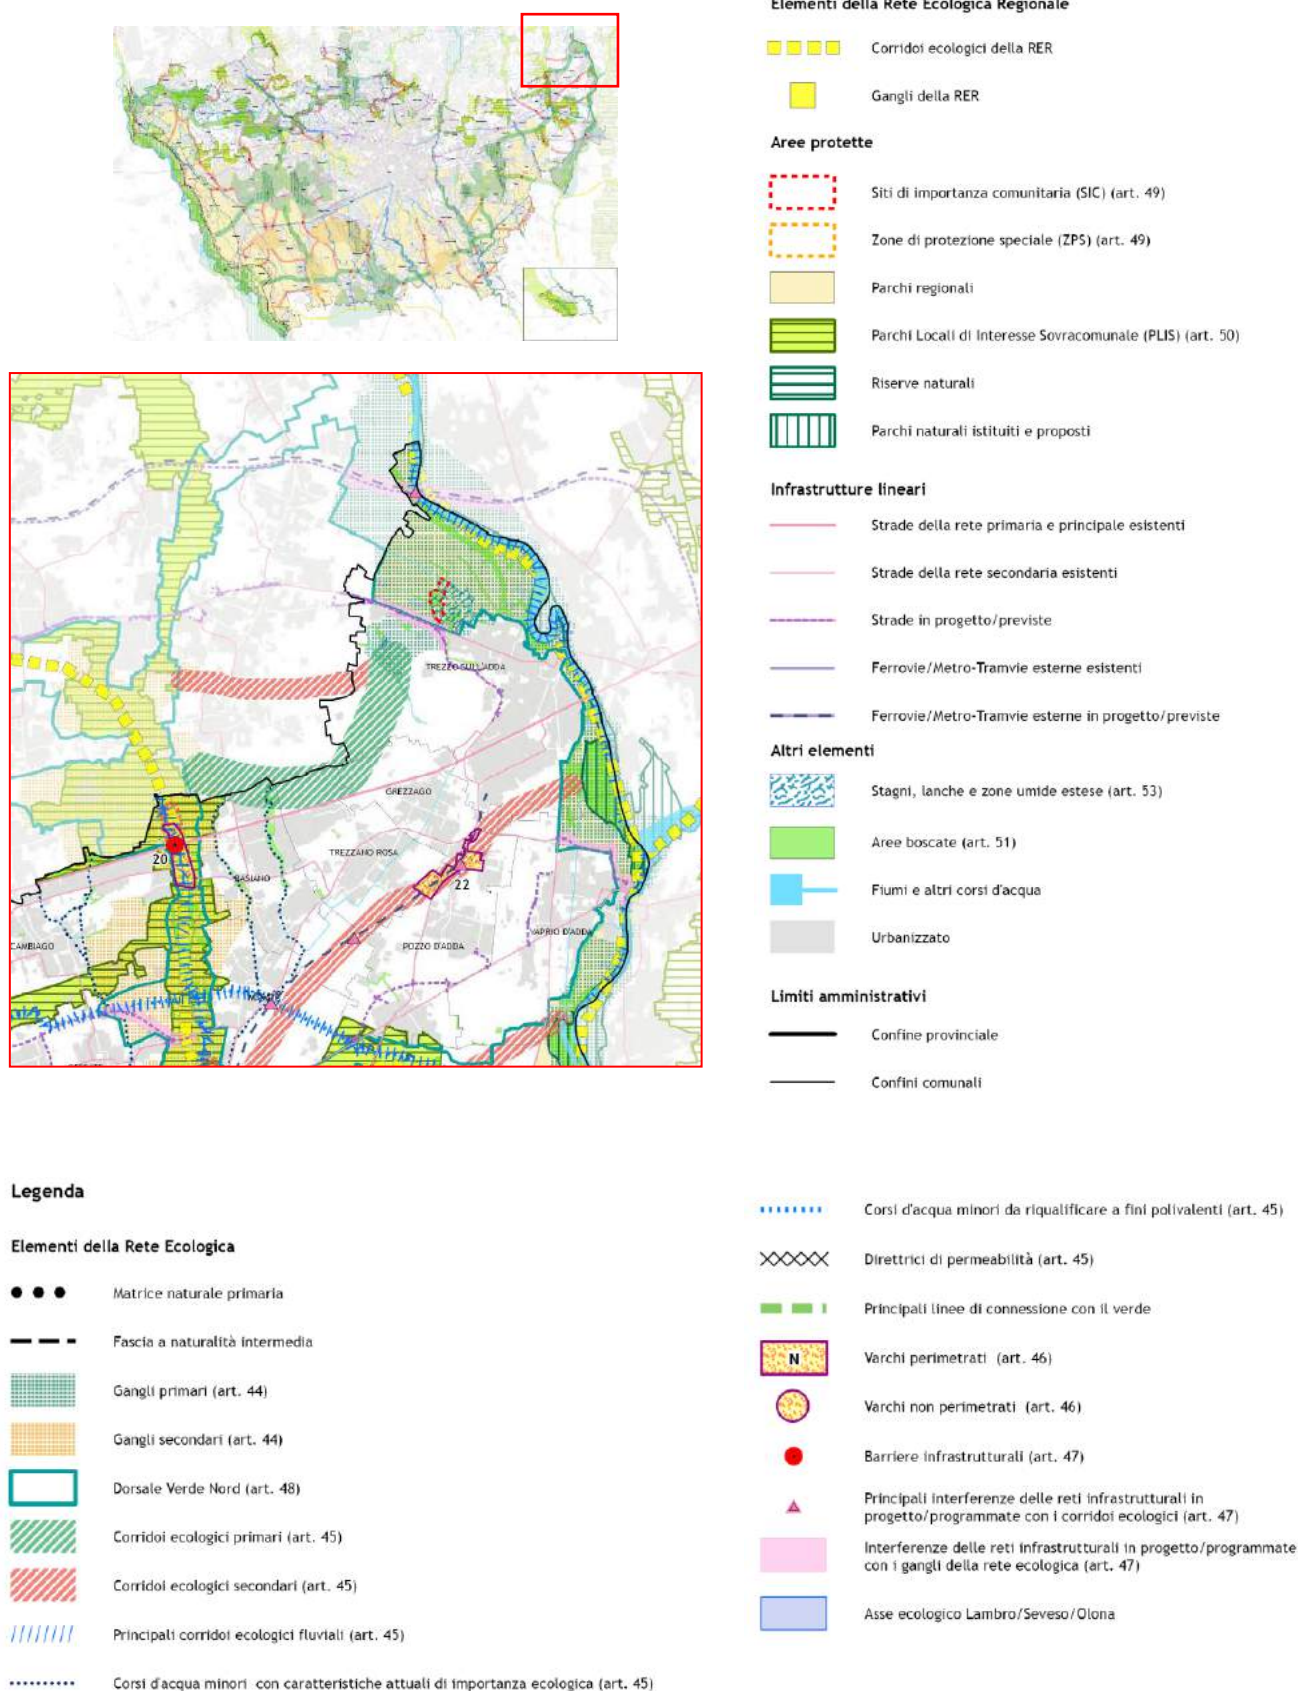 Elementi della Rete Ecologica Regionale
Corridoi ecologici della RER
Gangli della RER
Aree protette
Siti di importanza comunitaria (SIC) (art. 49)
Zone di protezione speciale (ZPS) (art. 49)
Parchi regionali
Parchi Locali di Interesse Sovracomunale (PLIS) (art. 50)
Riserve naturali
Parchi naturali istituiti e proposti
Infrastrutture lineari
Strade della rete primaria e principale esistenti
Strade della rete secondaria esistenti
Strade in progetto/previste
Ferrovie/Metro-Tramvie esterne esistenti
Ferrovie/Metro-Tramvie esterne in progetto/previste
Altri elementi
Stagni, lanche e zone umide estese (art. 53)
Aree boscate (art. 51)
Fiumi e altri corsi d'acqua
Urbanizzato
Limiti amministrativi
Confine provinciale
Confini comunali
TREZZO SULL'ADDA
GREZZAGO
TREZZANO ROSA
20
BASIANO
22
CAMBIAGO
POZZO D'ADDA
VAPRIO D'ADDA
Legenda
Elementi della Rete Ecologica
Matrice naturale primaria
Fascia a naturalità intermedia
Gangli primari (art. 44)
Gangli secondari (art. 44)
Dorsale Verde Nord (art. 48)
Corridoi ecologici primari (art. 45)
Corridoi ecologici secondari (art. 45)
Principali corridoi ecologici fluviali (art. 45)
Corsi d'acqua minori con caratteristiche attuali di importanza ecologica (art. 45)
Corsi d'acqua minori da riqualificare a fini polivalenti (art. 45)
Direttrici di permeabilità (art. 45)
Principali linee di connessione con il verde
N
Varchi perimetrati (art. 46)
Varchi non perimetrati (art. 46)
Barriere infrastrutturali (art. 47)
Principali interferenze delle reti infrastrutturali in
progetto/programmate con i corridoi ecologici (art. 47)
Interferenze delle reti infrastrutturali in progetto/programmate
con i gangli della rete ecologica (art. 47)
Asse ecologico Lambro/Seveso/Olona